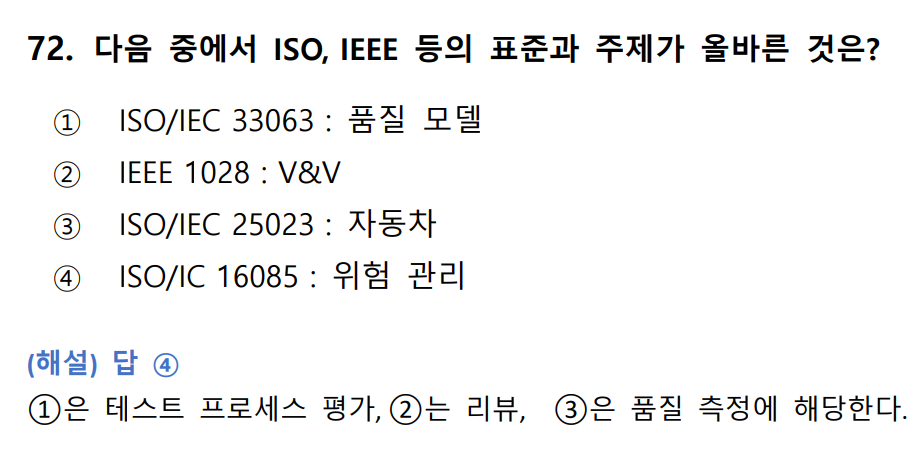 72. 다음 중에서 ISO, IEEE 등의 표준과 주제가 올바른 것은?
① ISO/IEC 33063 : 품질 모델
② IEEE 1028 : V&V
③ ISO/IEC 25023 : 자동차
④ ISO/IC 16085 : 위험 관리
(해설) 답 ④
①은 테스트 프로세스 평가, ②는 리뷰, ③은 품질 측정에 해당한다.